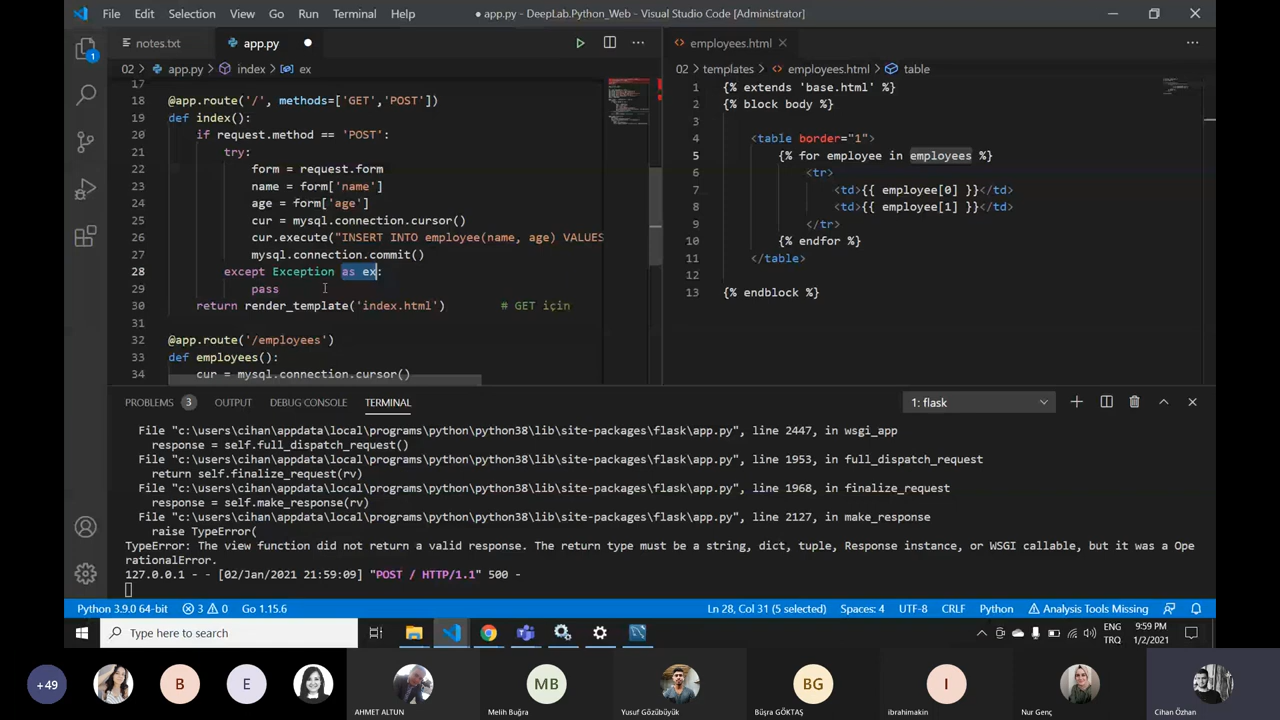 File Edit Selection View Go Run Terminal Help
● app.py - DeepLab.Python_Web - Visual Studio Code [Administrator]
notes.txt
app.py
employees.html
02 > app.py > index > ex
02 > templates > employees.html > table
17
18 @app.route('/', methods=['GET','POST'])
19 def index():
20 if request.method == 'POST':
21 try:
22 form = request.form
23 name = form['name']
24 age = form['age']
25 cur = mysql.connection.cursor()
26 cur.execute("INSERT INTO employee(name, age) VALUES
27 mysql.connection.commit()
28 except Exception as ex:
29 pass
30 return render_template('index.html') # GET için
31
32 @app.route('/employees')
33 def employees():
34 cur = mysql.connection.cursor()
1 {% extends 'base.html' %}
2 {% block body %}
3
4 <table border="1">
5 {% for employee in employees %}
6 <tr>
7 <td>{{ employee[0] }}</td>
8 <td>{{ employee[1] }}</td>
9 </tr>
10 {% endfor %}
11 </table>
12
13 {% endblock %}
1
PROBLEMS 3 OUTPUT DEBUG CONSOLE TERMINAL
1: flask
File "c:\users\cihan\appdata\local\programs\python\python38\lib\site-packages\flask\app.py", line 2447, in wsgi_app
response = self.full_dispatch_request()
File "c:\users\cihan\appdata\local\programs\python\python38\lib\site-packages\flask\app.py", line 1953, in full_dispatch_request
return self.finalize_request(rv)
File "c:\users\cihan\appdata\local\programs\python\python38\lib\site-packages\flask\app.py", line 1968, in finalize_request
response = self.make_response(rv)
File "c:\users\cihan\appdata\local\programs\python\python38\lib\site-packages\flask\app.py", line 2127, in make_response
raise TypeError(
TypeError: The view function did not return a valid response. The return type must be a string, dict, tuple, Response instance, or WSGI callable, but it was a Ope
rationalError.
127.0.0.1 - - [02/Jan/2021 21:59:09] "POST / HTTP/1.1" 500 -
Python 3.9.0 64-bit 3 0 Go 1.15.6
Ln 28, Col 31 (5 selected) Spaces: 4 UTF-8 CRLF Python Analysis Tools Missing
Type here to search
ENG
TRQ
9:59 PM
1/2/2021
+49
B
E
AHMET ALTUN
MB
Melih Buğra
Yusuf Gözübüyük
BG
Büşra GÖKTAŞ
I
ibrahimakin
Nur Genç
Cihan Özhan